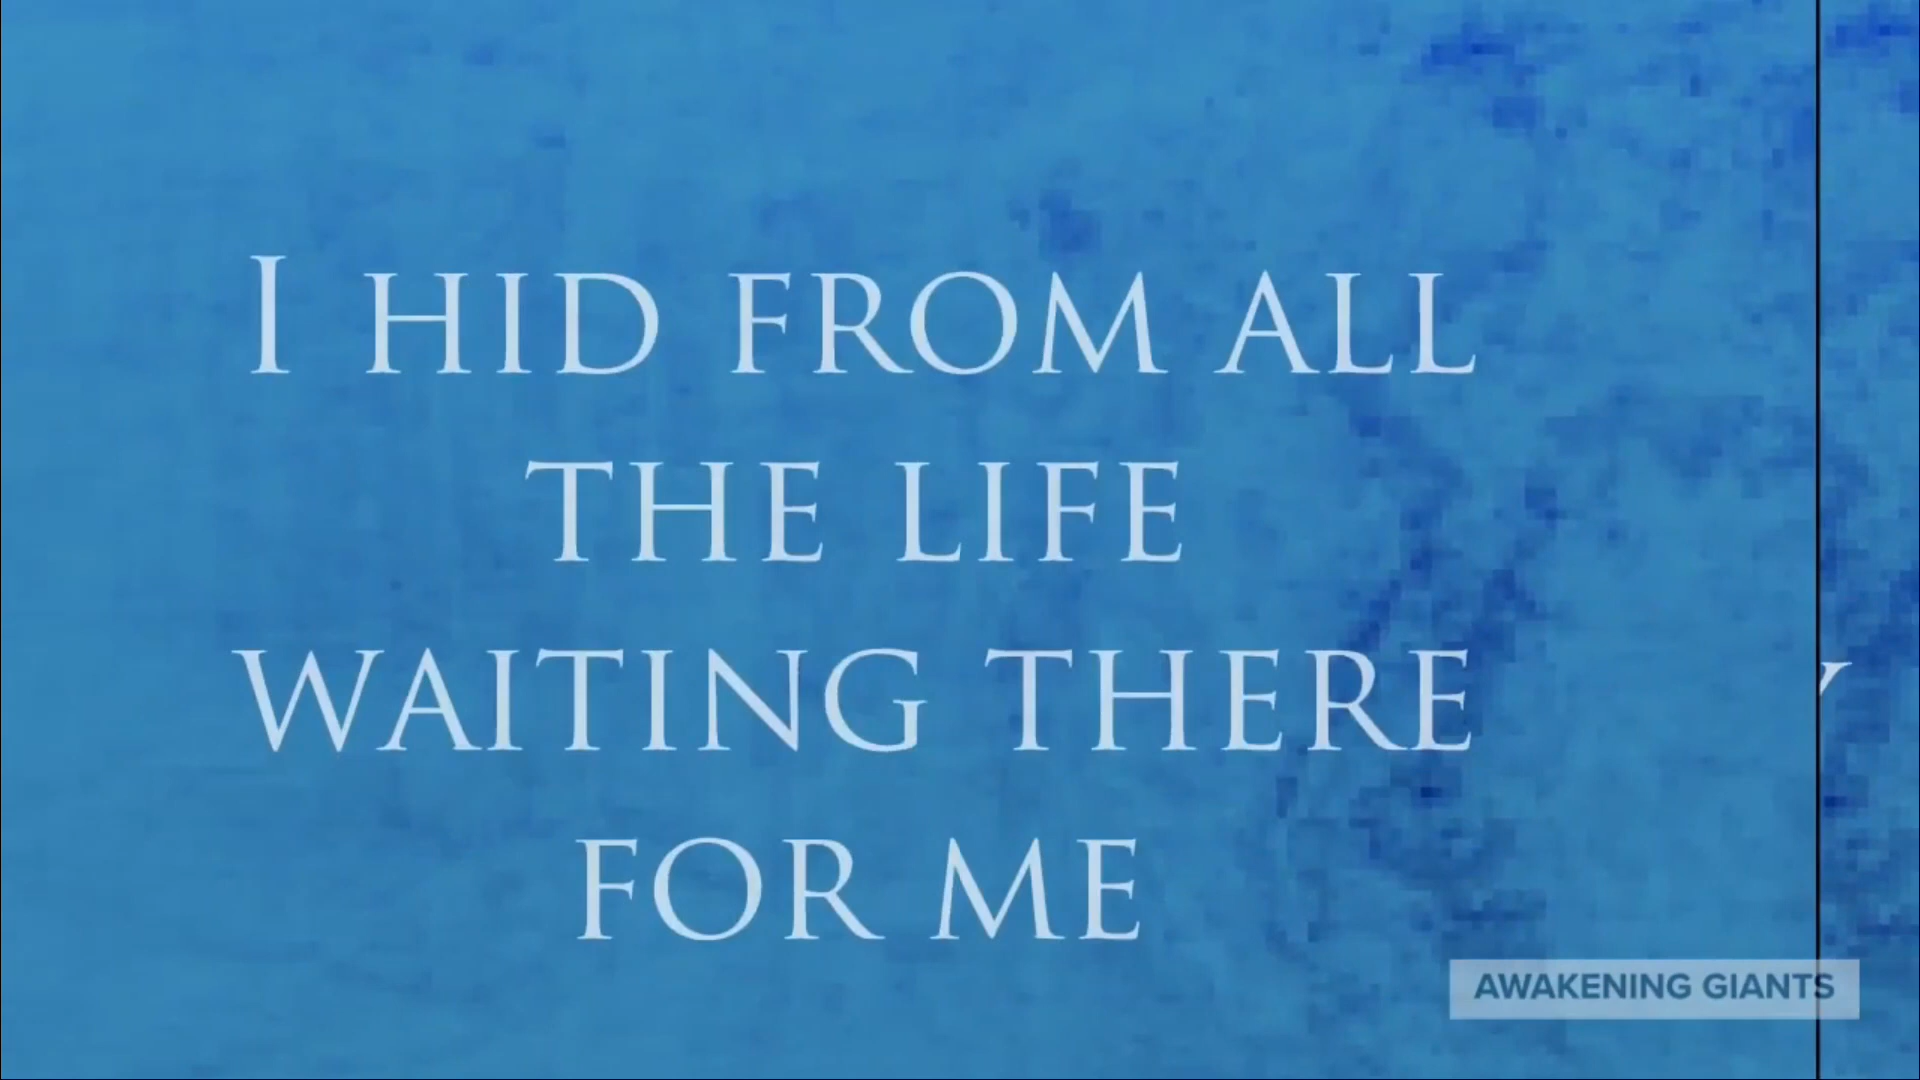 I HID FROM ALL
THE LIFE
WAITING THERE
FOR ME
AWAKENING GIANTS